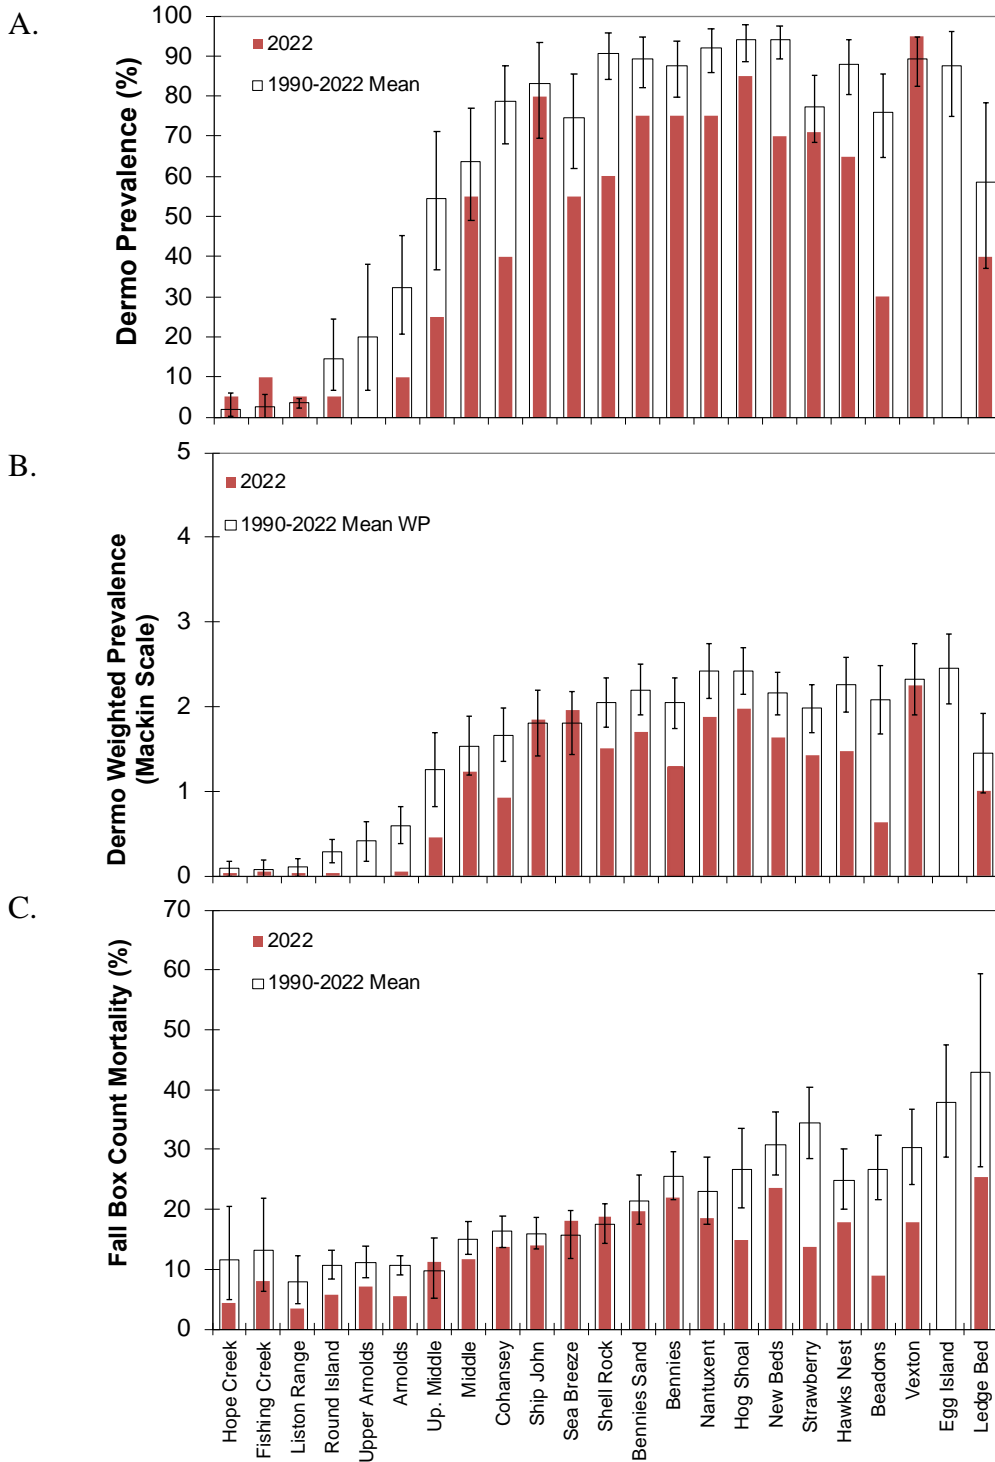 A.
Dermo Prevalence (%)
100
90
80
70
60
50
40
30
20
10
0
2022
1990-2022 Mean
B.
Dermo Weighted Prevalence
(Mackin Scale)
5
4
3
2
1
0
2022
1990-2022 Mean WP
C.
Fall Box Count Mortality (%)
70
60
50
40
30
20
10
0
2022
1990-2022 Mean
Hope Creek
Fishing Creek
Liston Range
Round Island
Upper Arnolds
Arnolds
Up. Middle
Middle
Cohansey
Ship John
Sea Breeze
Shell Rock
Bennies Sand
Bennies
Nantuxent
Hog Shoal
New Beds
Strawberry
Hawks Nest
Beadons
Vexton
Egg Island
Ledge Bed